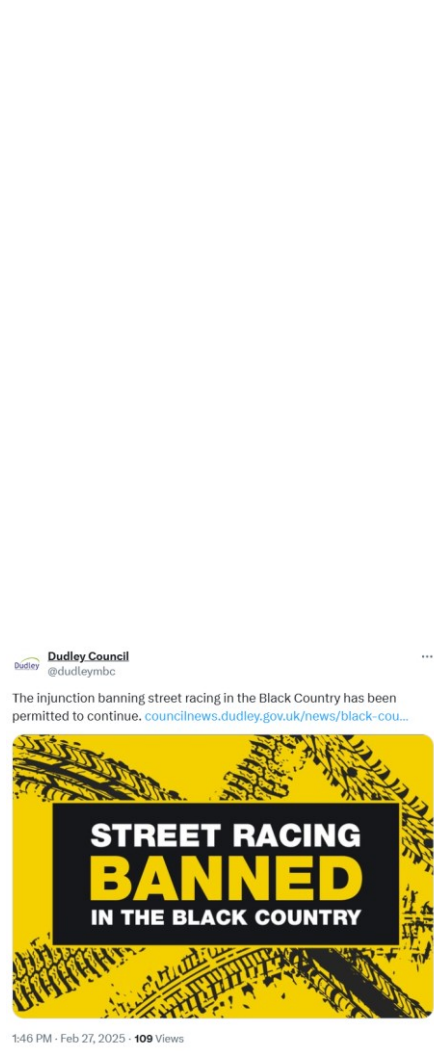 Dudley
Dudley Council
@dudleymbc
...
The injunction banning street racing in the Black Country has been
permitted to continue. councilnews.dudley.gov.uk/news/black-cou...
STREET RACING
BANNED
IN THE BLACK COUNTRY
1:46 PM · Feb 27, 2025 · 109 Views